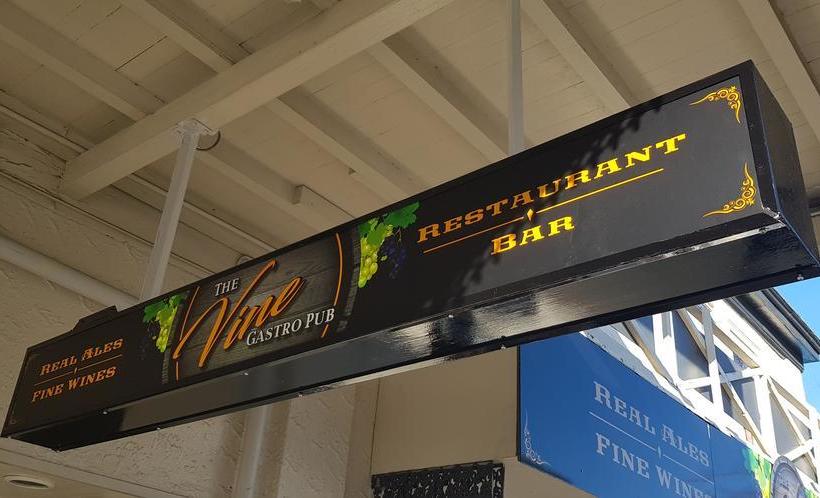 REAL ALES
FINE WINES
THE
Vine
GASTRO PUB
RESTAURANT
BAR
REAL ALES
FINE WINES